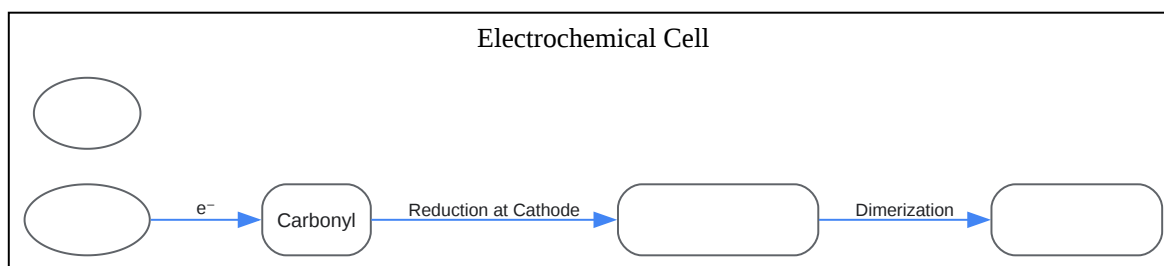 Electrochemical Cell
e⁻
Carbonyl
Reduction at Cathode
Dimerization